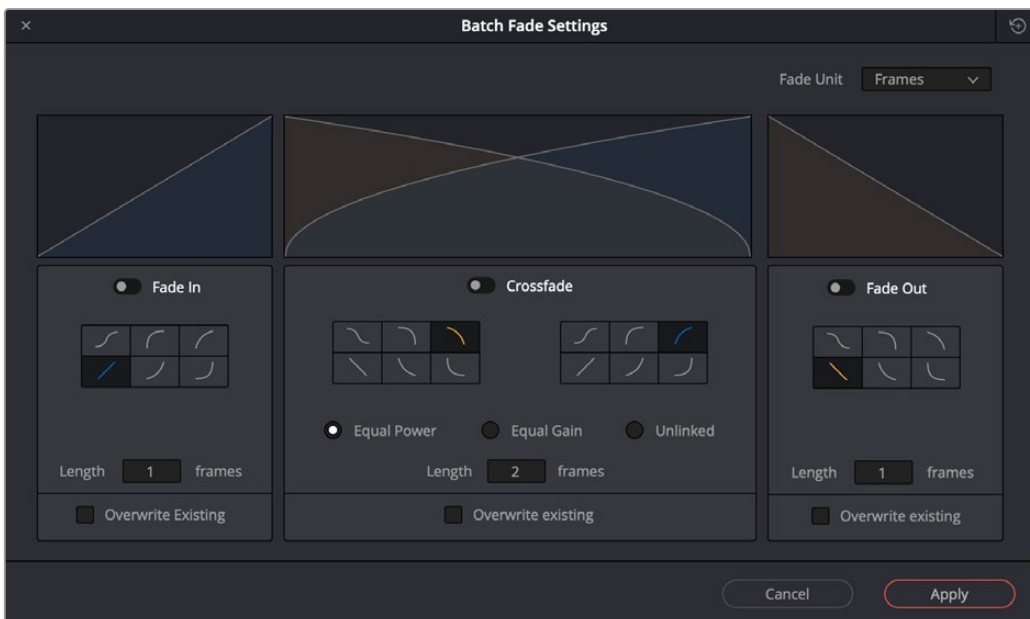 Batch Fade Settings
Fade Unit Frames
Fade In
Crossfade
Fade Out
Equal Power Equal Gain Unlinked
Length 1 frames
Length 2 frames
Length 1 frames
Overwrite Existing
Overwrite existing
Overwrite existing
Cancel Apply